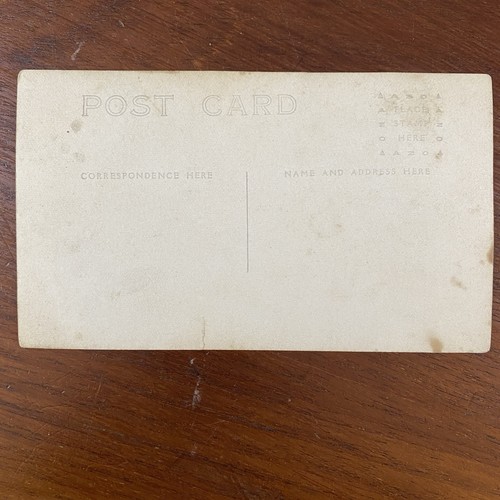 POST CARD
PLACE
STAMP
HERE
CORRESPONDENCE HERE
NAME AND ADDRESS HERE